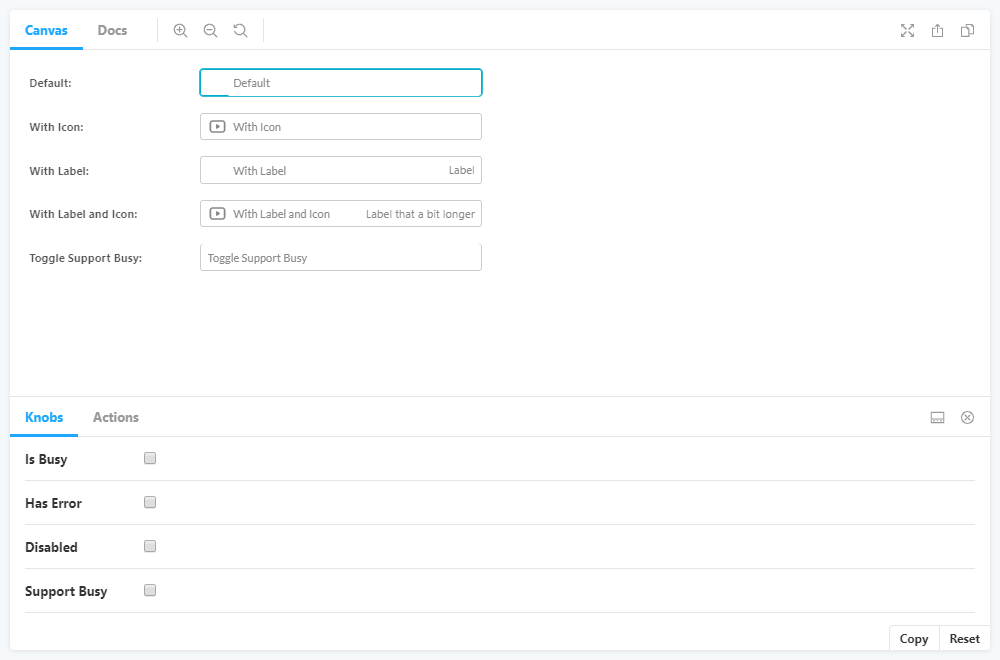 Canvas Docs
Default: Default
With Icon: With Icon
With Label: With Label Label
With Label and Icon: With Label and Icon Label that a bit longer
Toggle Support Busy: Toggle Support Busy
Knobs Actions
Is Busy
Has Error
Disabled
Support Busy
Copy Reset